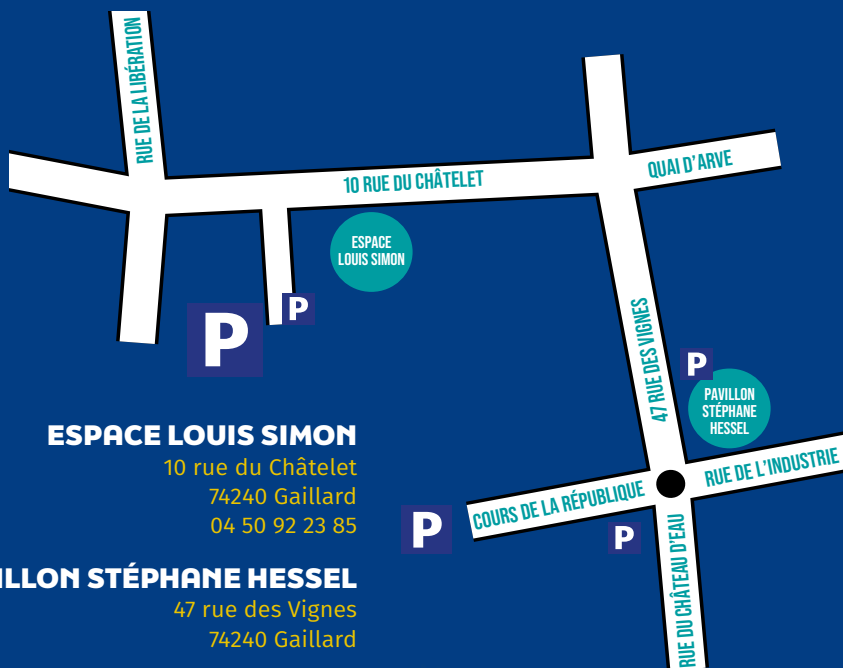 RUE DE LA LIBÉRATION
10 RUE DU CHÂTELET
QUAI D'ARVE
ESPACE
LOUIS SIMON
P
P
47 RUE DES VIGNES
P
PAVILLON
STÉPHANE
HESSEL
RUE DE L'INDUSTRIE
COURS DE LA RÉPUBLIQUE
P
P
RUE DU CHÂTEAU D'EAU
ESPACE LOUIS SIMON
10 rue du Châtelet
74240 Gaillard
04 50 92 23 85
ILLON STÉPHANE HESSEL
47 rue des Vignes
74240 Gaillard